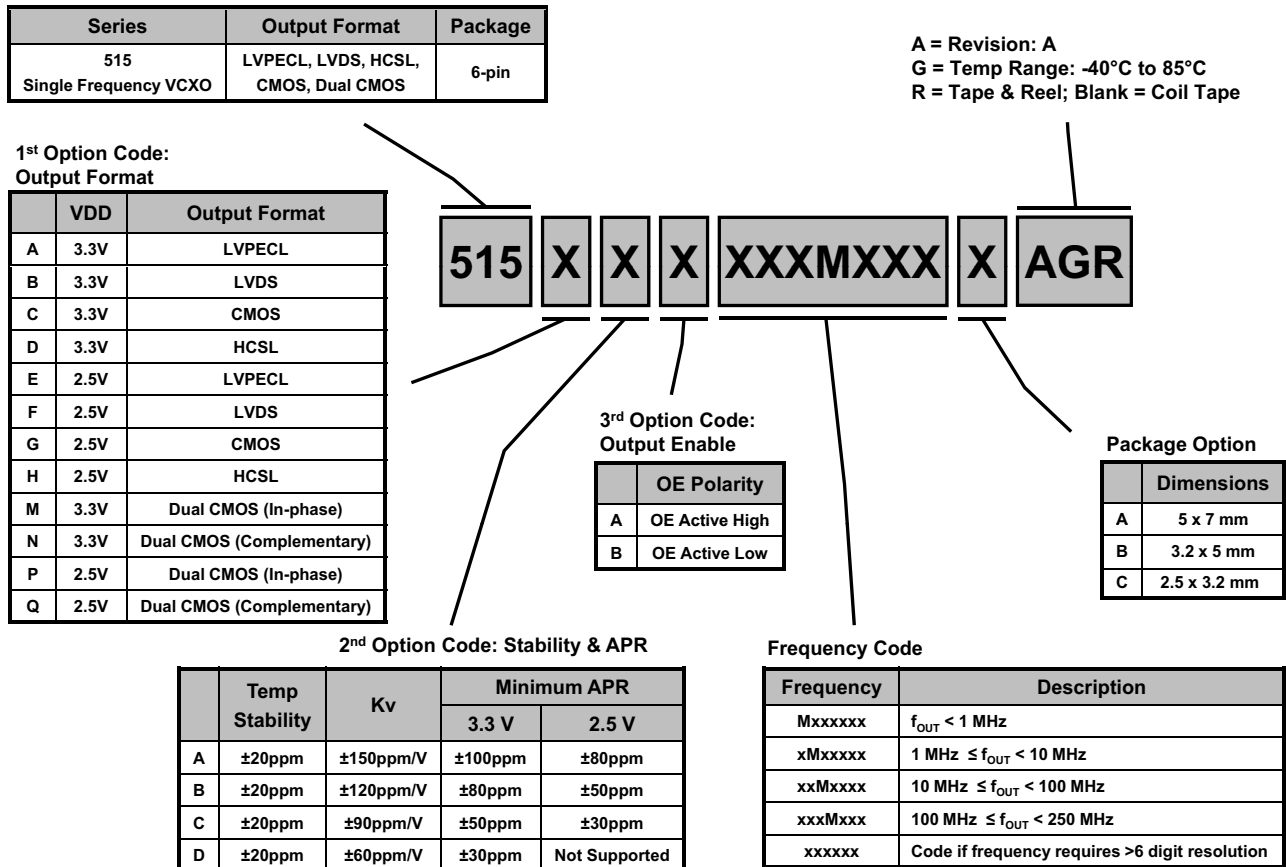 Series Output Format Package
515 Single Frequency VCXO LVPECL, LVDS, HCSL, CMOS, Dual CMOS 6-pin
A = Revision: A
G = Temp Range: -40°C to 85°C
R = Tape & Reel; Blank = Coil Tape
1st Option Code:
Output Format
VDD Output Format
A 3.3V LVPECL
B 3.3V LVDS
C 3.3V CMOS
D 3.3V HCSL
E 2.5V LVPECL
F 2.5V LVDS
G 2.5V CMOS
H 2.5V HCSL
M 3.3V Dual CMOS (In-phase)
N 3.3V Dual CMOS (Complementary)
P 2.5V Dual CMOS (In-phase)
Q 2.5V Dual CMOS (Complementary)
515 X X X XXXMXXX X AGR
3rd Option Code:
Output Enable
OE Polarity
A OE Active High
B OE Active Low
Package Option
Dimensions
A 5 x 7 mm
B 3.2 x 5 mm
C 2.5 x 3.2 mm
2nd Option Code: Stability & APR
Temp Stability Kv Minimum APR
3.3 V 2.5 V
A ±20ppm ±150ppm/V ±100ppm ±80ppm
B ±20ppm ±120ppm/V ±80ppm ±50ppm
C ±20ppm ±90ppm/V ±50ppm ±30ppm
D ±20ppm ±60ppm/V ±30ppm Not Supported
Frequency Code
Frequency Description
Mxxxxxx fOUT < 1 MHz
xMxxxxx 1 MHz ≤ fOUT < 10 MHz
xxMxxxx 10 MHz ≤ fOUT < 100 MHz
xxxMxxx 100 MHz ≤ fOUT < 250 MHz
xxxxxx Code if frequency requires >6 digit resolution